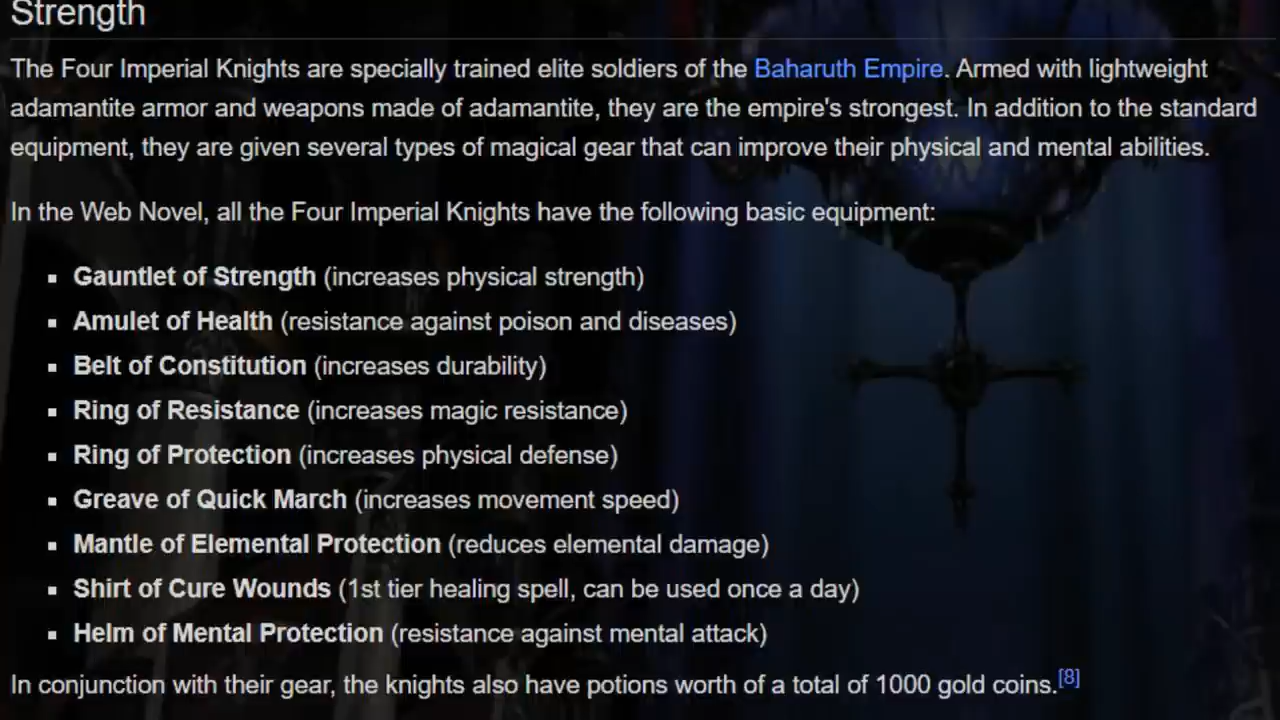 Strength
The Four Imperial Knights are specially trained elite soldiers of the Baharuth Empire. Armed with lightweight
adamantite armor and weapons made of adamantite, they are the empire's strongest. In addition to the standard
equipment, they are given several types of magical gear that can improve their physical and mental abilities.
In the Web Novel, all the Four Imperial Knights have the following basic equipment:
▪ Gauntlet of Strength (increases physical strength)
▪ Amulet of Health (resistance against poison and diseases)
▪ Belt of Constitution (increases durability)
▪ Ring of Resistance (increases magic resistance)
▪ Ring of Protection (increases physical defense)
▪ Greave of Quick March (increases movement speed)
▪ Mantle of Elemental Protection (reduces elemental damage)
▪ Shirt of Cure Wounds (1st tier healing spell, can be used once a day)
▪ Helm of Mental Protection (resistance against mental attack)
In conjunction with their gear, the knights also have potions worth of a total of 1000 gold coins.[8]